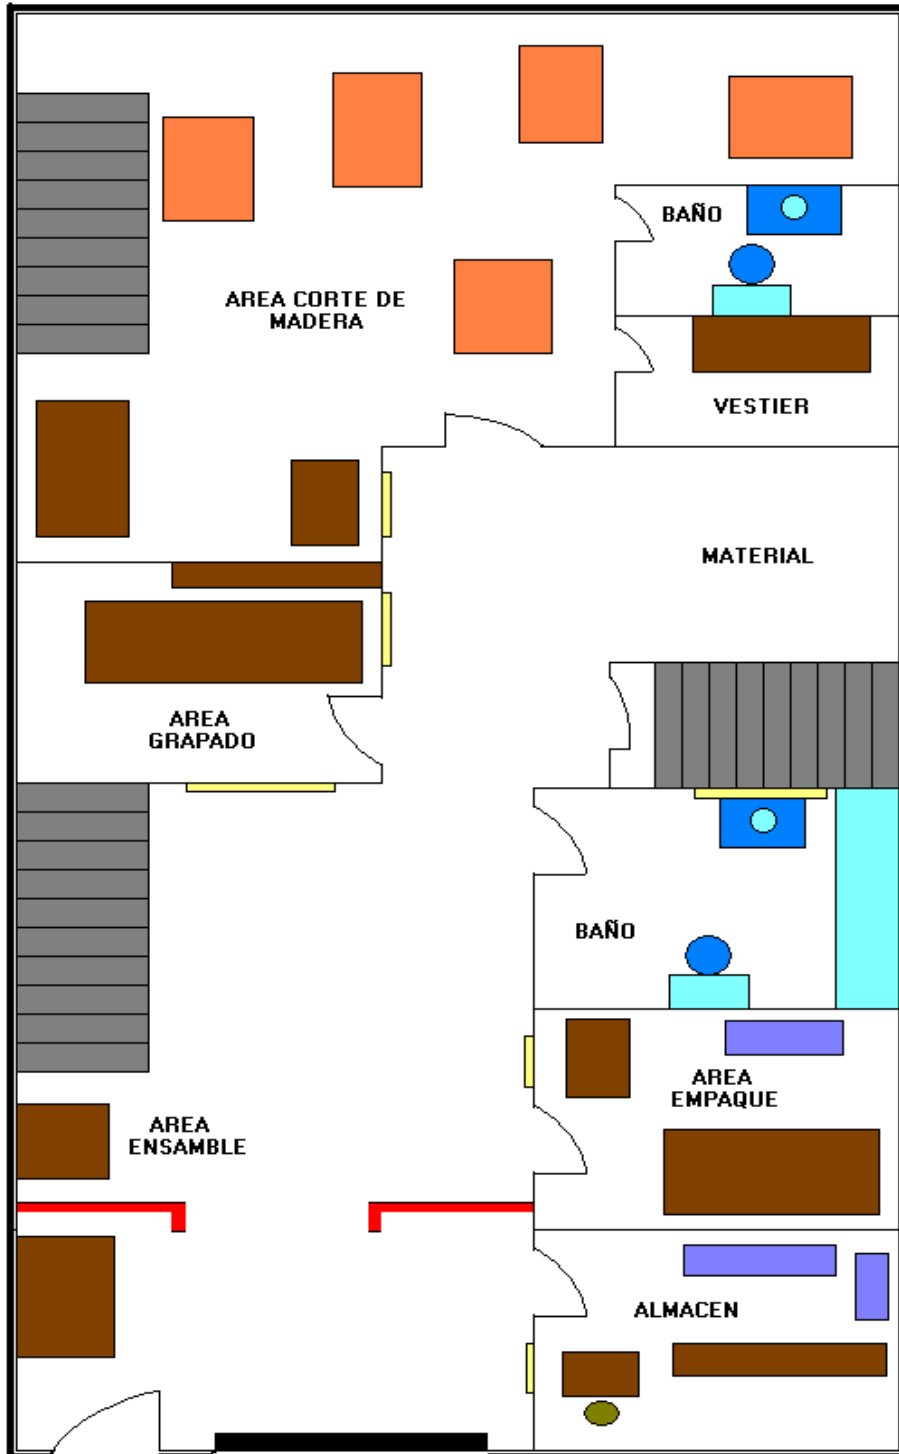 BAÑO
AREA CORTE DE
MADERA
VESTIER
MATERIAL
AREA
GRAPADO
BAÑO
AREA
EMPAQUE
AREA
ENSAMBLE
ALMACEN